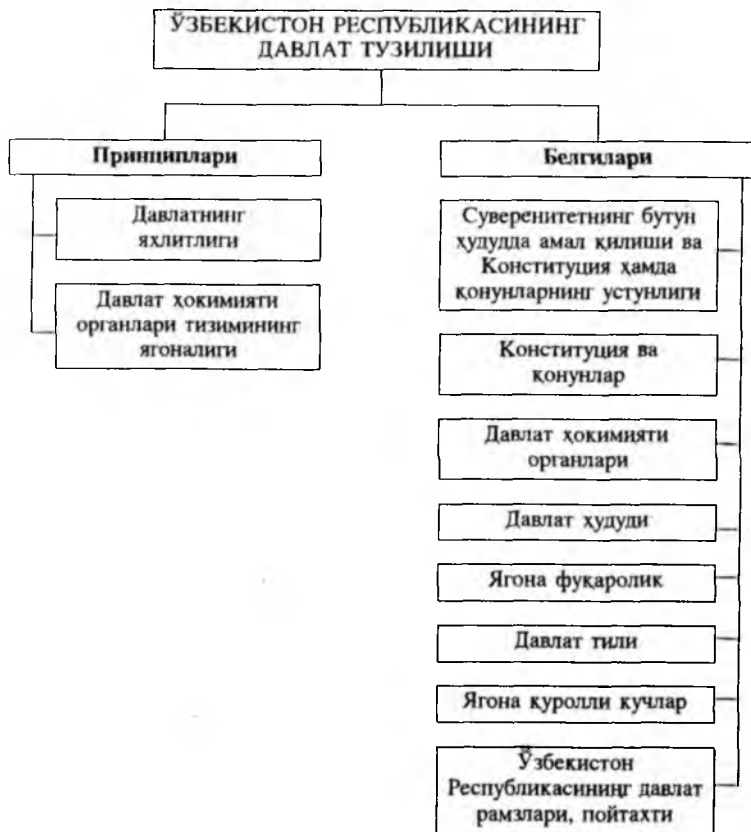 ЎЗБЕКИСТОН РЕСПУБЛИКАСИНИНГ
ДАВЛАТ ТУЗИЛИШИ
Принциплари
Давлатнинг
яхлитлиги
Давлат ҳокимияти
органлари тизимининг
ягоналиги
Белгилари
Суверенитетнинг бутун
ҳудудда амал қилиши ва
Конституция ҳамда
қонунларнинг устунлиги
Конституция ва
қонунлар
Давлат ҳокимияти
органлари
Давлат ҳудуди
Ягона фуқаролик
Давлат тили
Ягона қуролли кучлар
Ўзбекистон
Республикасининг давлат
рамзлари, пойтахти